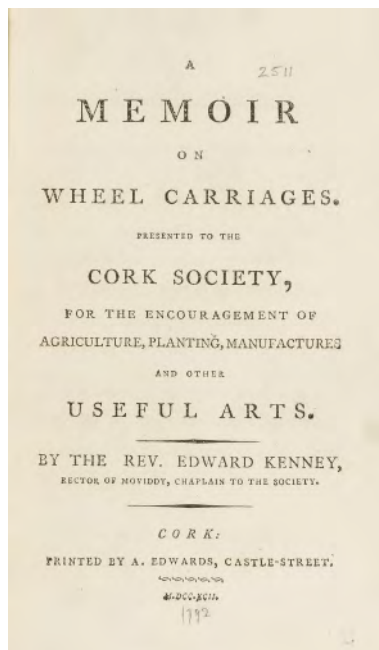 A
2511
MEMOIR
ON
WHEEL CARRIAGES.
PRESENTED TO THE
CORK SOCIETY,
FOR THE ENCOURAGEMENT OF
AGRICULTURE, PLANTING, MANUFACTURES
AND OTHER
USEFUL ARTS.
BY THE REV. EDWARD KENNEY,
RECTOR OF MOVIDDY, CHAPLAIN TO THE SOCIETY.
CORK:
PRINTED BY A. EDWARDS, CASTLE-STREET.
M.DCC.XCII.
1792